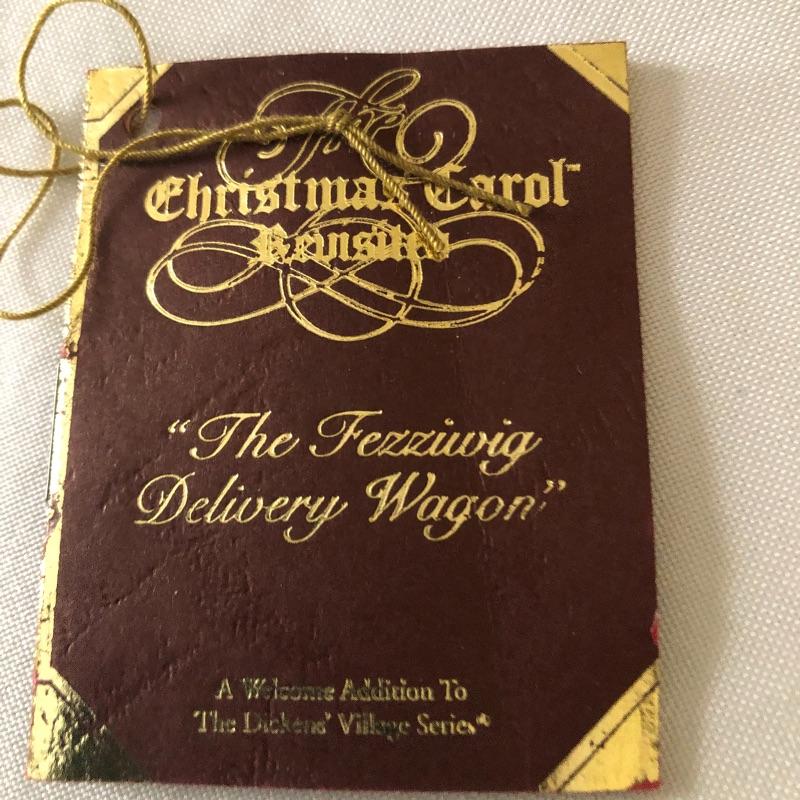 The
Christmas Carol™
Revisited
“The Fezziwig
Delivery Wagon”
A Welcome Addition To
The Dickens' Village Series®